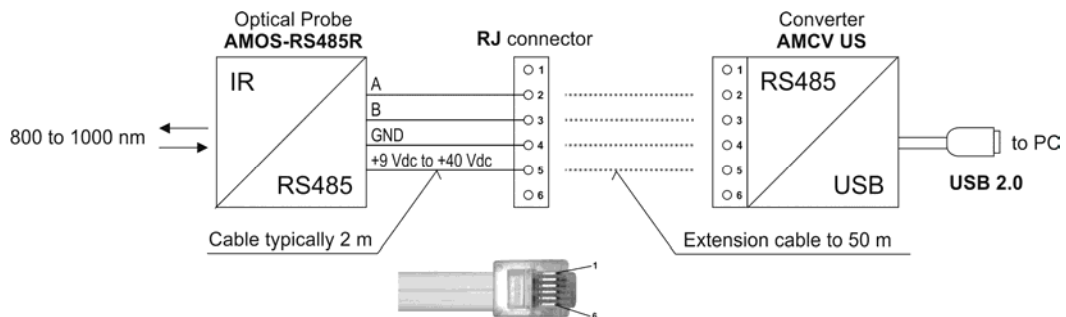 Optical Probe
AMOS-RS485R
RJ connector
Converter
AMCV US
IR
RS485
800 to 1000 nm
A
B
GND
+9 Vdc to +40 Vdc
1
2
3
4
5
6
1
2
3
4
5
6
RS485
USB
to PC
USB 2.0
Cable typically 2 m
Extension cable to 50 m
1
6